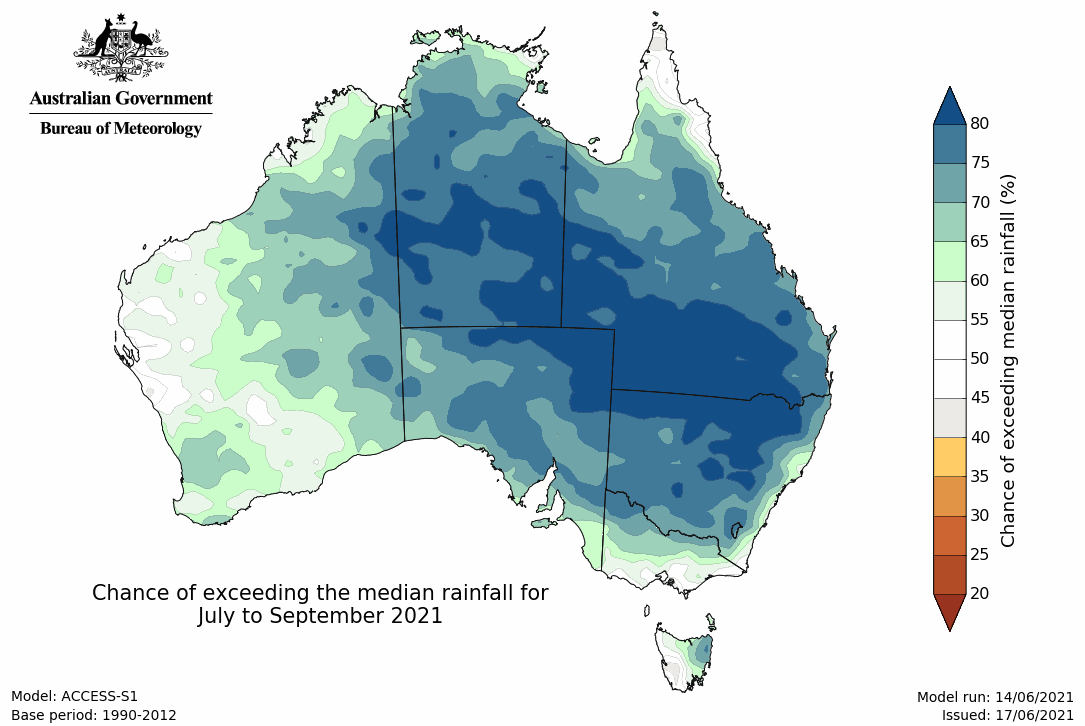 Australian Government
Bureau of Meteorology
80
75
70
65
60
55
50
45
40
35
30
25
20
Chance of exceeding median rainfall (%)
Chance of exceeding the median rainfall for
July to September 2021
Model: ACCESS-S1
Base period: 1990-2012
Model run: 14/06/2021
Issued: 17/06/2021